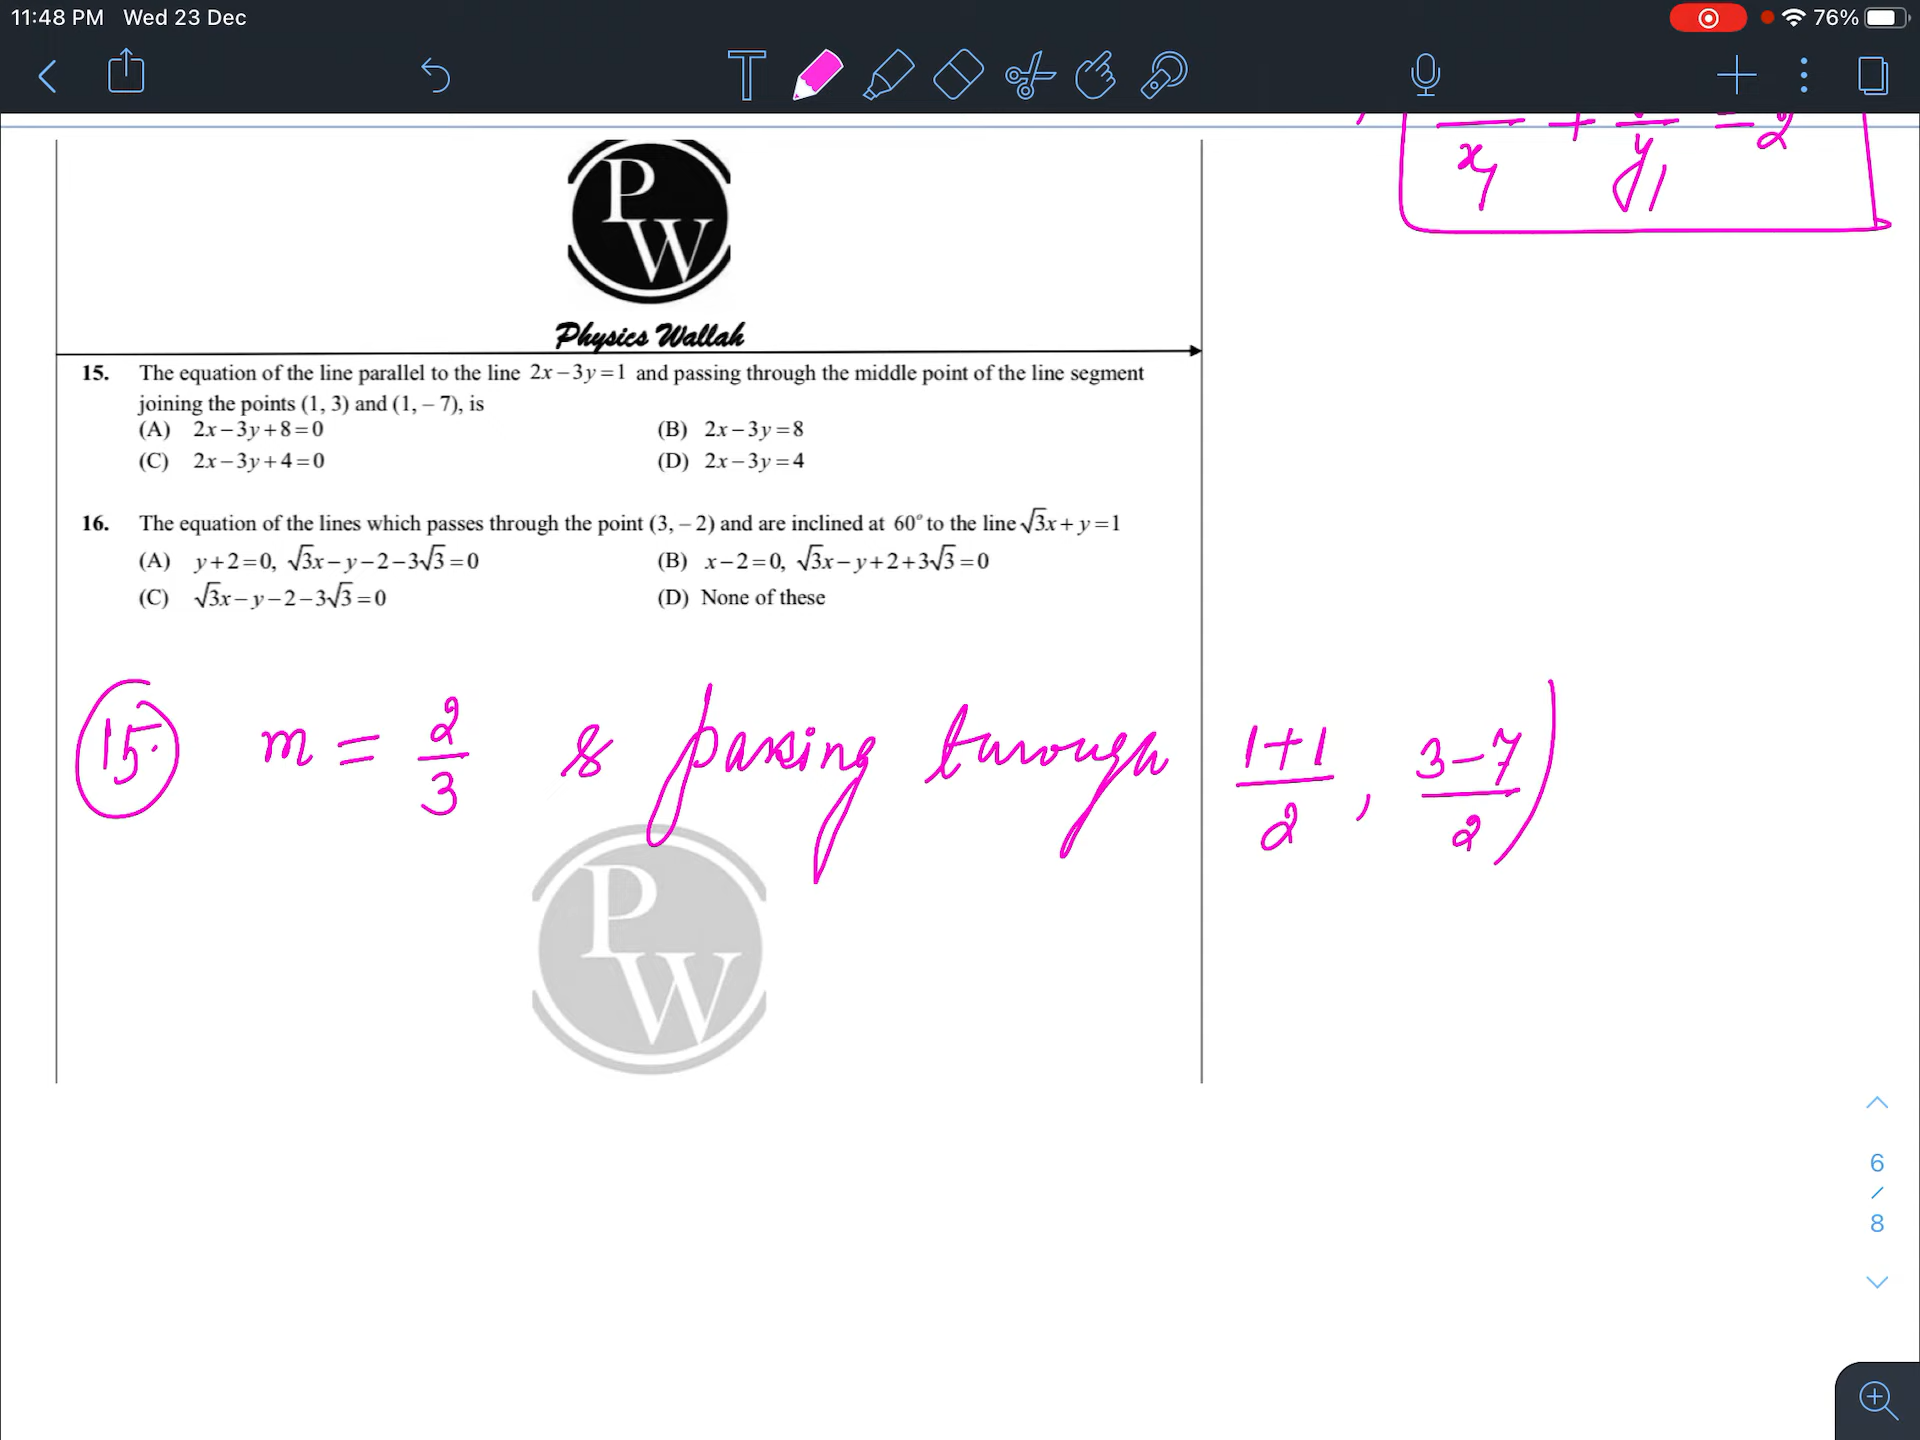 11:48 PM Wed 23 Dec
76%
T
x₁ + y₁ = 2
PW
Physics Wallah
15. The equation of the line parallel to the line 2x−3y=1 and passing through the middle point of the line segment
joining the points (1, 3) and (1, – 7), is
(A) 2x−3y+8=0 (B) 2x−3y=8
(C) 2x−3y+4=0 (D) 2x−3y=4
16. The equation of the lines which passes through the point (3, – 2) and are inclined at 60° to the line √3x+y=1
(A) y+2=0, √3x−y−2−3√3=0 (B) x−2=0, √3x−y+2+3√3=0
(C) √3x−y−2−3√3=0 (D) None of these
15. m = 2/3 & passing through 1+1/2, 3−7/2)
PW
6
/
8